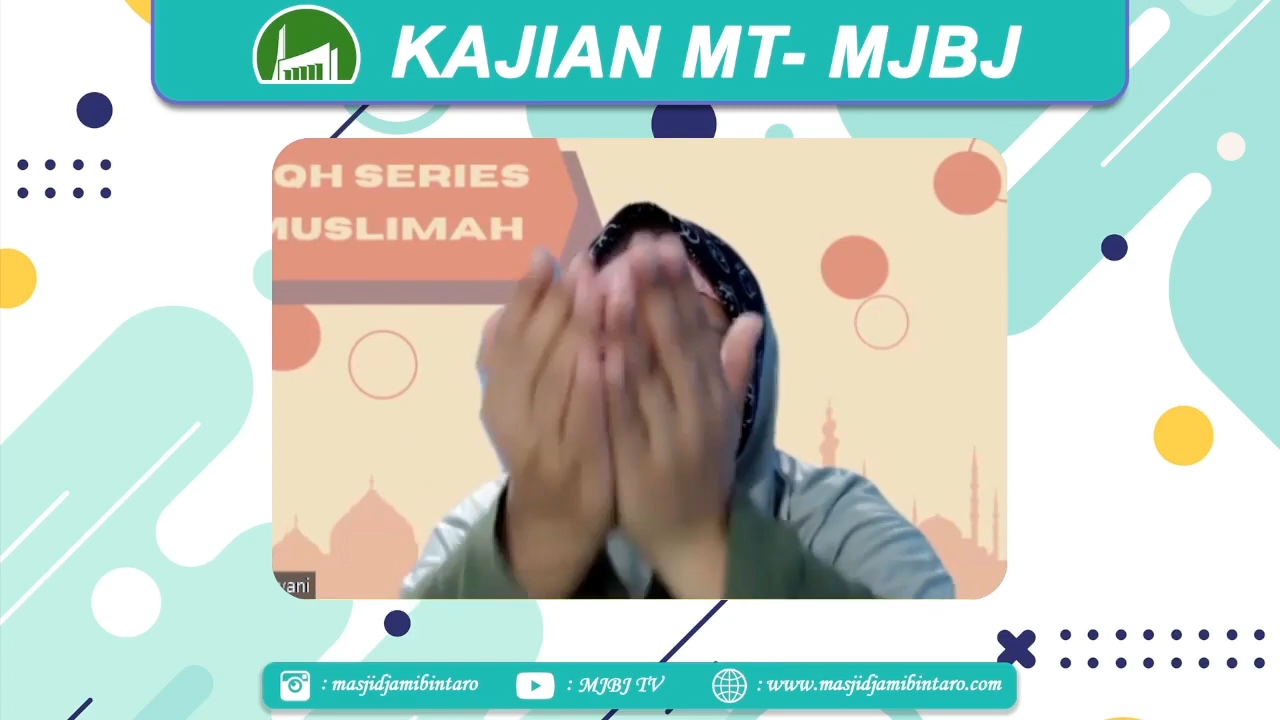 KAJIAN MT- MJBJ
QH SERIES
MUSLIMAH
vani
: masjidjamibintaro
: MJBJ TV
: www.masjidjamibintaro.com